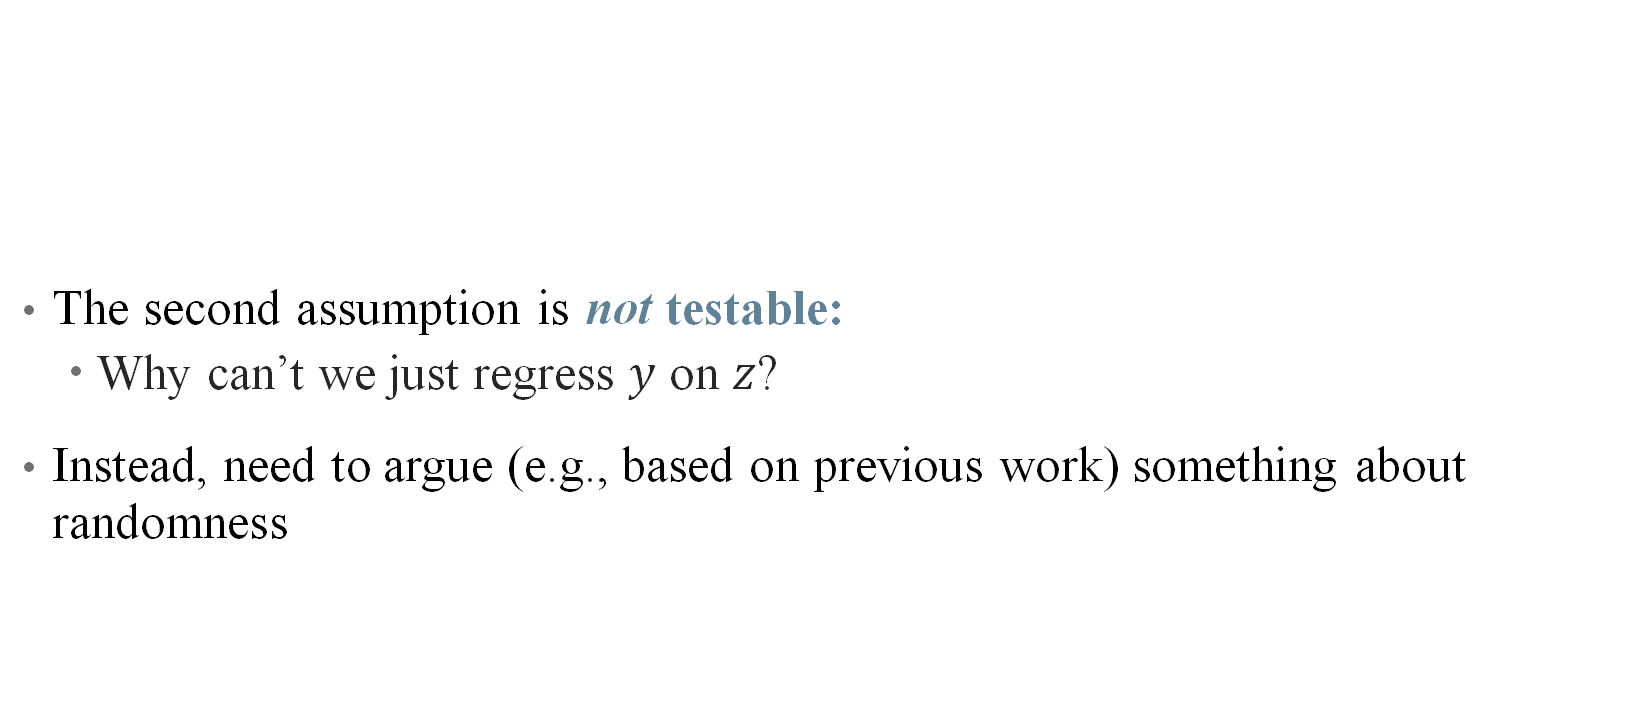 • The second assumption is not testable:
• Why can’t we just regress y on z?
• Instead, need to argue (e.g., based on previous work) something about
randomness